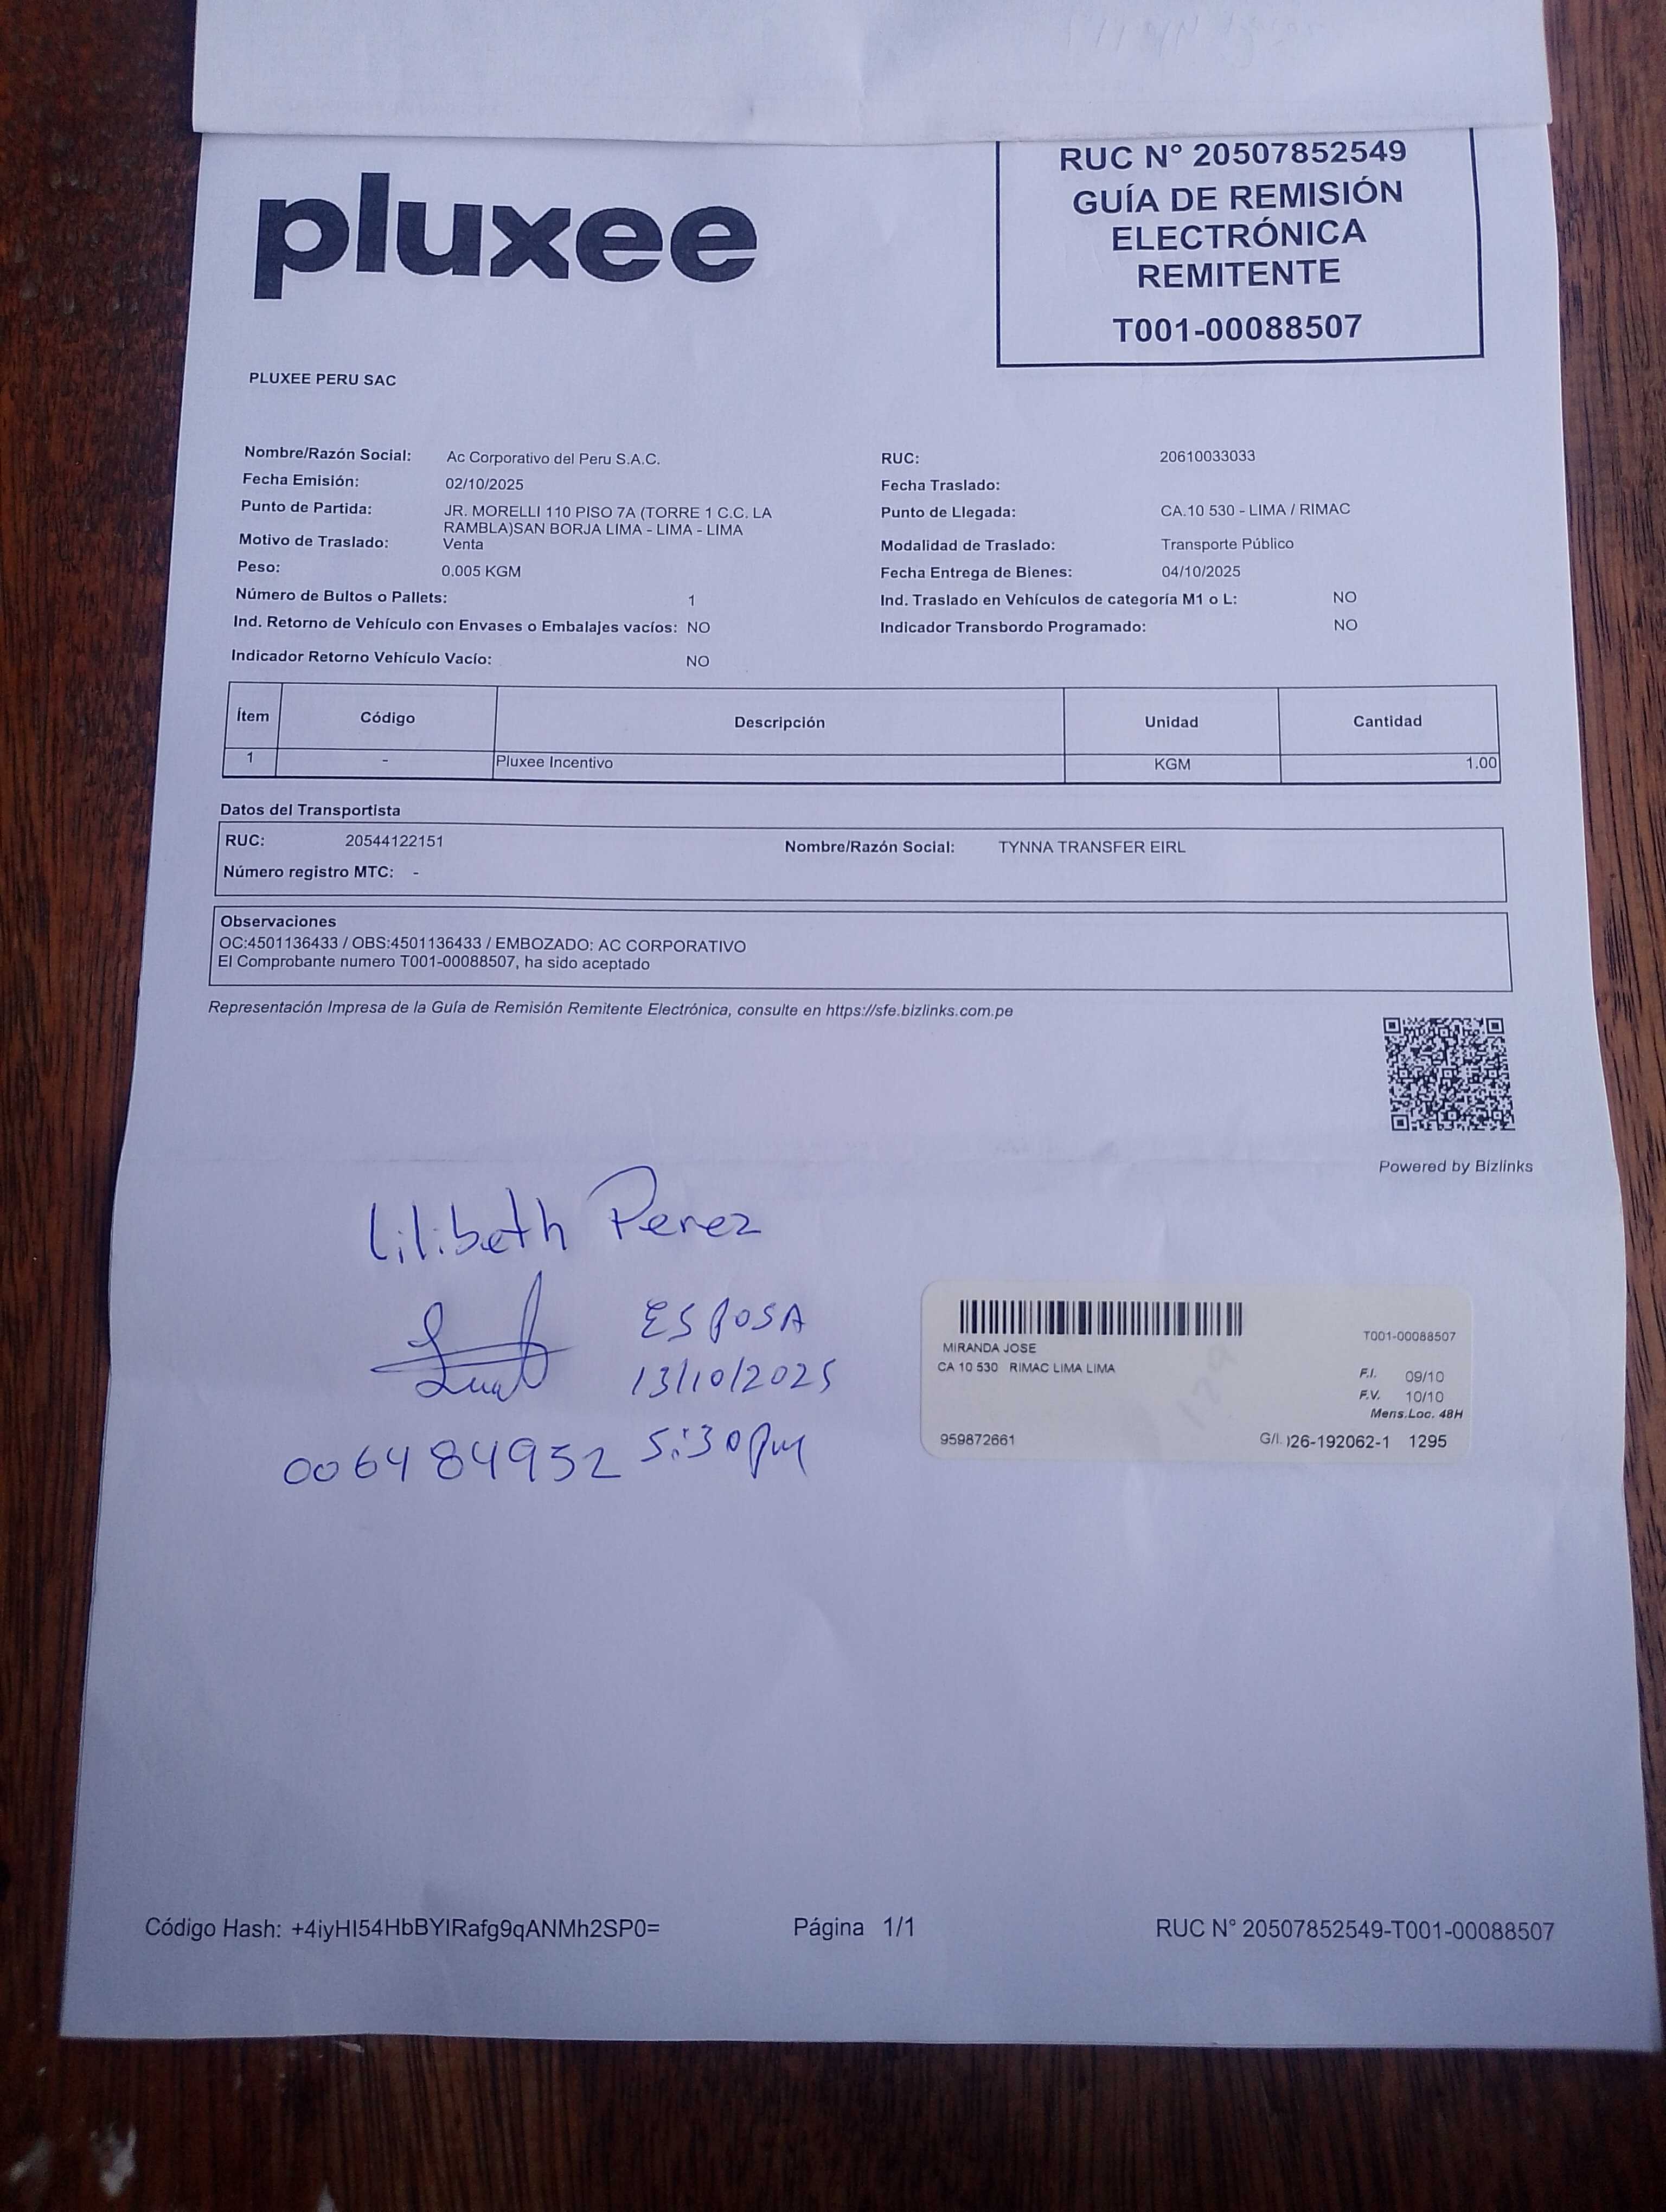 pluxee
RUC N° 20507852549
GUÍA DE REMISIÓN
ELECTRÓNICA
REMITENTE
T001-00088507
PLUXEE PERU SAC
Nombre/Razón Social: Ac Corporativo del Peru S.A.C. RUC: 20610033033
Fecha Emisión: 02/10/2025 Fecha Traslado:
Punto de Partida: JR. MORELLI 110 PISO 7A (TORRE 1 C.C. LA Punto de Llegada: CA.10 530 - LIMA / RIMAC
RAMBLA)SAN BORJA LIMA - LIMA - LIMA
Motivo de Traslado: Venta Modalidad de Traslado: Transporte Público
Peso: 0.005 KGM Fecha Entrega de Bienes: 04/10/2025
Número de Bultos o Pallets: 1 Ind. Traslado en Vehículos de categoría M1 o L: NO
Ind. Retorno de Vehículo con Envases o Embalajes vacíos: NO Indicador Transbordo Programado: NO
Indicador Retorno Vehículo Vacío: NO
Ítem Código Descripción Unidad Cantidad
1 - Pluxee Incentivo KGM 1.00
Datos del Transportista
RUC: 20544122151 Nombre/Razón Social: TYNNA TRANSFER EIRL
Número registro MTC: -
Observaciones
OC:4501136433 / OBS:4501136433 / EMBOZADO: AC CORPORATIVO
El Comprobante numero T001-00088507, ha sido aceptado
Representación Impresa de la Guía de Remisión Remitente Electrónica, consulte en https://sfe.bizlinks.com.pe
Powered by Bizlinks
Lilibeth Perez
ESPOSA
13/10/2025
006484952 5:30pm
T001-00088507
MIRANDA JOSE
CA 10 530 RIMAC LIMA LIMA
F.I. 09/10
F.V. 10/10
Mens.Loc. 48H
959872661 G/I. )26-192062-1 1295
Código Hash: +4iyHI54HbBYIRafg9qANMh2SP0= Página 1/1 RUC N° 20507852549-T001-00088507